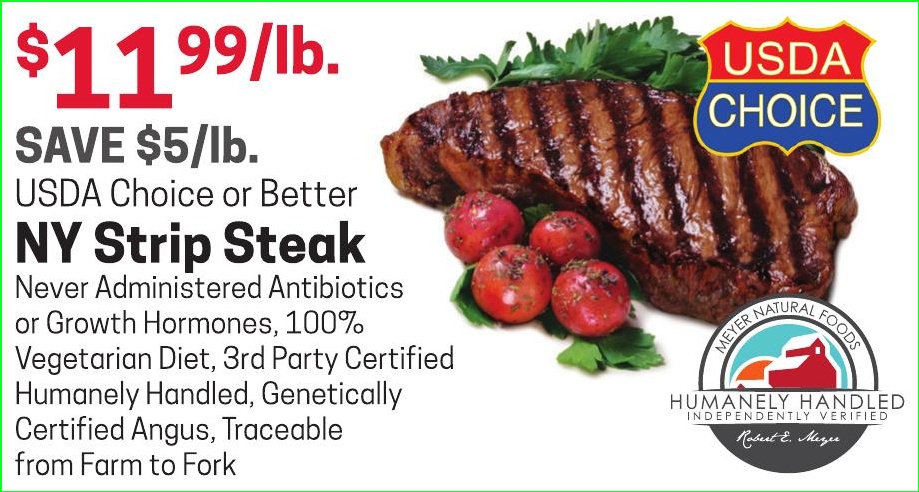 $11.99/lb.
SAVE $5/lb.
USDA Choice or Better
NY Strip Steak
Never Administered Antibiotics
or Growth Hormones, 100%
Vegetarian Diet, 3rd Party Certified
Humanely Handled, Genetically
Certified Angus, Traceable
from Farm to Fork
USDA
CHOICE
MEYER NATURAL FOODS
HUMANELY HANDLED
INDEPENDENTLY VERIFIED
Robert E. Meyer